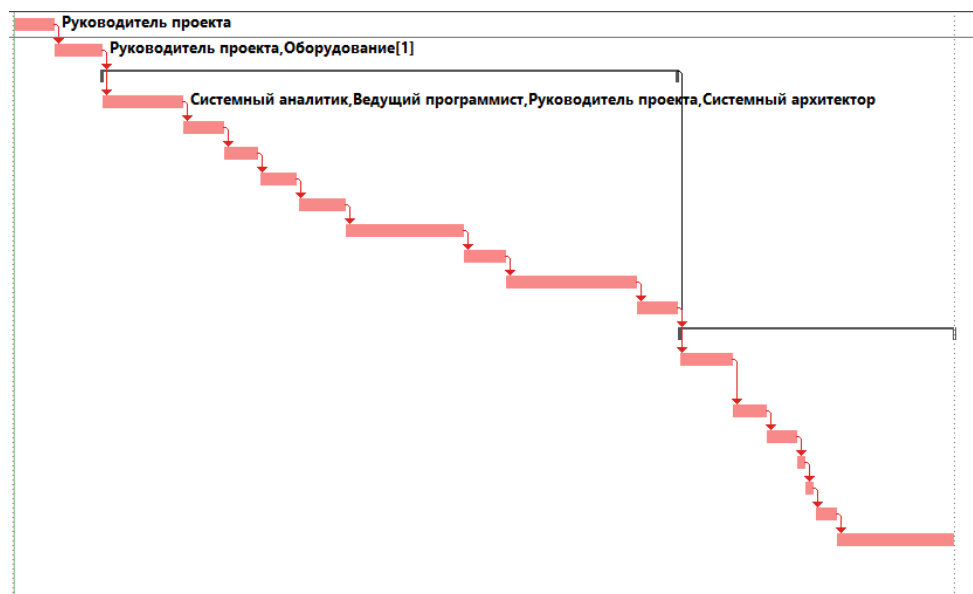 Руководитель проекта
Руководитель проекта,Оборудование[1]
Системный аналитик,Ведущий программист,Руководитель проекта,Системный архитектор